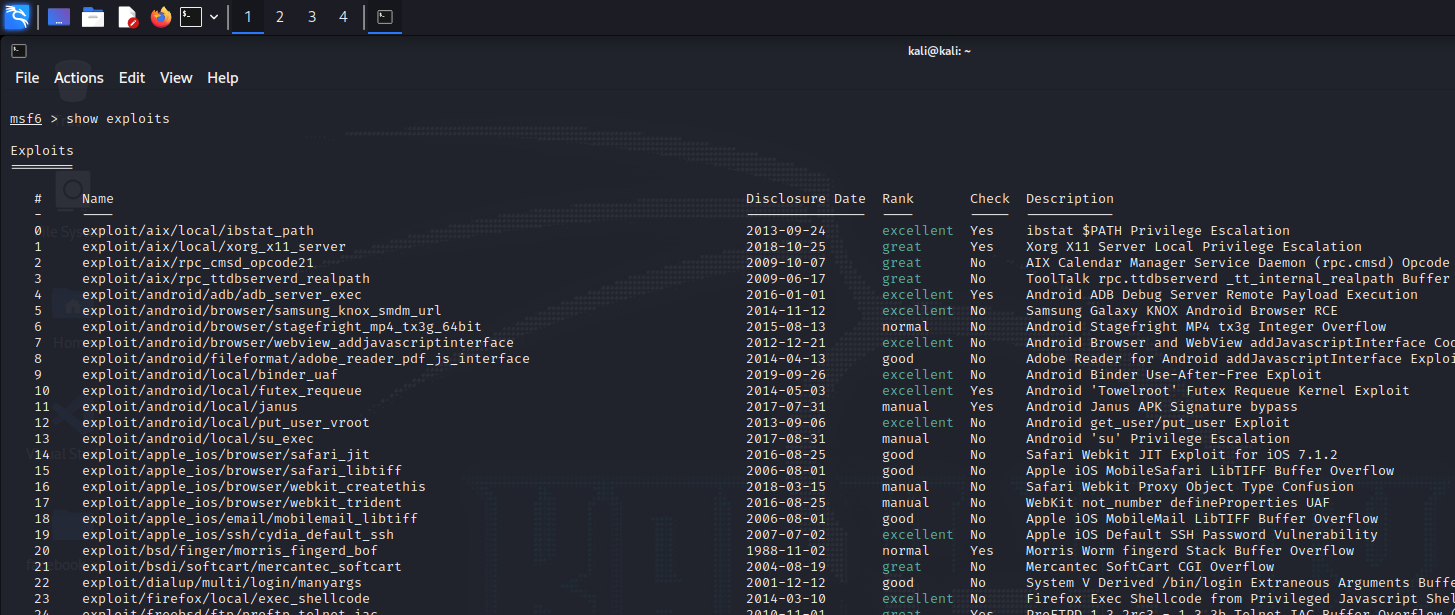 1 2 3 4
kali@kali: ~
File Actions Edit View Help
msf6 > show exploits
Exploits
# Name Disclosure Date Rank Check Description
0 exploit/aix/local/ibstat_path 2013-09-24 excellent Yes ibstat $PATH Privilege Escalation
1 exploit/aix/local/xorg_x11_server 2018-10-25 great Yes Xorg X11 Server Local Privilege Escalation
2 exploit/aix/rpc_cmsd_opcode21 2009-10-07 great No AIX Calendar Manager Service Daemon (rpc.cmsd) Opcode
3 exploit/aix/rpc_ttdbserverd_realpath 2009-06-17 great No ToolTalk rpc.ttdbserverd _tt_internal_realpath Buffer
4 exploit/android/adb/adb_server_exec 2016-01-01 excellent Yes Android ADB Debug Server Remote Payload Execution
5 exploit/android/browser/samsung_knox_smdm_url 2014-11-12 excellent No Samsung Galaxy KNOX Android Browser RCE
6 exploit/android/browser/stagefright_mp4_tx3g_64bit 2015-08-13 normal No Android Stagefright MP4 tx3g Integer Overflow
7 exploit/android/browser/webview_addjavascriptinterface 2012-12-21 excellent No Android Browser and WebView addJavascriptInterface Co
8 exploit/android/fileformat/adobe_reader_pdf_js_interface 2014-04-13 good No Adobe Reader for Android addJavascriptInterface Exploi
9 exploit/android/local/binder_uaf 2019-09-26 excellent No Android Binder Use-After-Free Exploit
10 exploit/android/local/futex_requeue 2014-05-03 excellent Yes Android 'Towelroot' Futex Requeue Kernel Exploit
11 exploit/android/local/janus 2017-07-31 manual Yes Android Janus APK Signature bypass
12 exploit/android/local/put_user_vroot 2013-09-06 excellent No Android get_user/put_user Exploit
13 exploit/android/local/su_exec 2017-08-31 manual No Android 'su' Privilege Escalation
14 exploit/apple_ios/browser/safari_jit 2016-08-25 good No Safari Webkit JIT Exploit for iOS 7.1.2
15 exploit/apple_ios/browser/safari_libtiff 2006-08-01 good No Apple iOS MobileSafari LibTIFF Buffer Overflow
16 exploit/apple_ios/browser/webkit_createthis 2018-03-15 manual No Safari Webkit Proxy Object Type Confusion
17 exploit/apple_ios/browser/webkit_trident 2016-08-25 manual No WebKit not_number defineProperties UAF
18 exploit/apple_ios/email/mobilemail_libtiff 2006-08-01 good No Apple iOS MobileMail LibTIFF Buffer Overflow
19 exploit/apple_ios/ssh/cydia_default_ssh 2007-07-02 excellent No Apple iOS Default SSH Password Vulnerability
20 exploit/bsd/finger/morris_fingerd_bof 1988-11-02 normal Yes Morris Worm fingerd Stack Buffer Overflow
21 exploit/bsdi/softcart/mercantec_softcart 2004-08-19 great No Mercantec SoftCart CGI Overflow
22 exploit/dialup/multi/login/manyargs 2001-12-12 good No System V Derived /bin/login Extraneous Arguments Buffe
23 exploit/firefox/local/exec_shellcode 2014-03-10 excellent No Firefox Exec Shellcode from Privileged Javascript She
24 exploit/freebsd/ftp/proftp_telnet_iac 2010-11-01 great Yes ProFTPD 1.3.2rc3 - 1.3.3b Telnet IAC Buffer Overflow